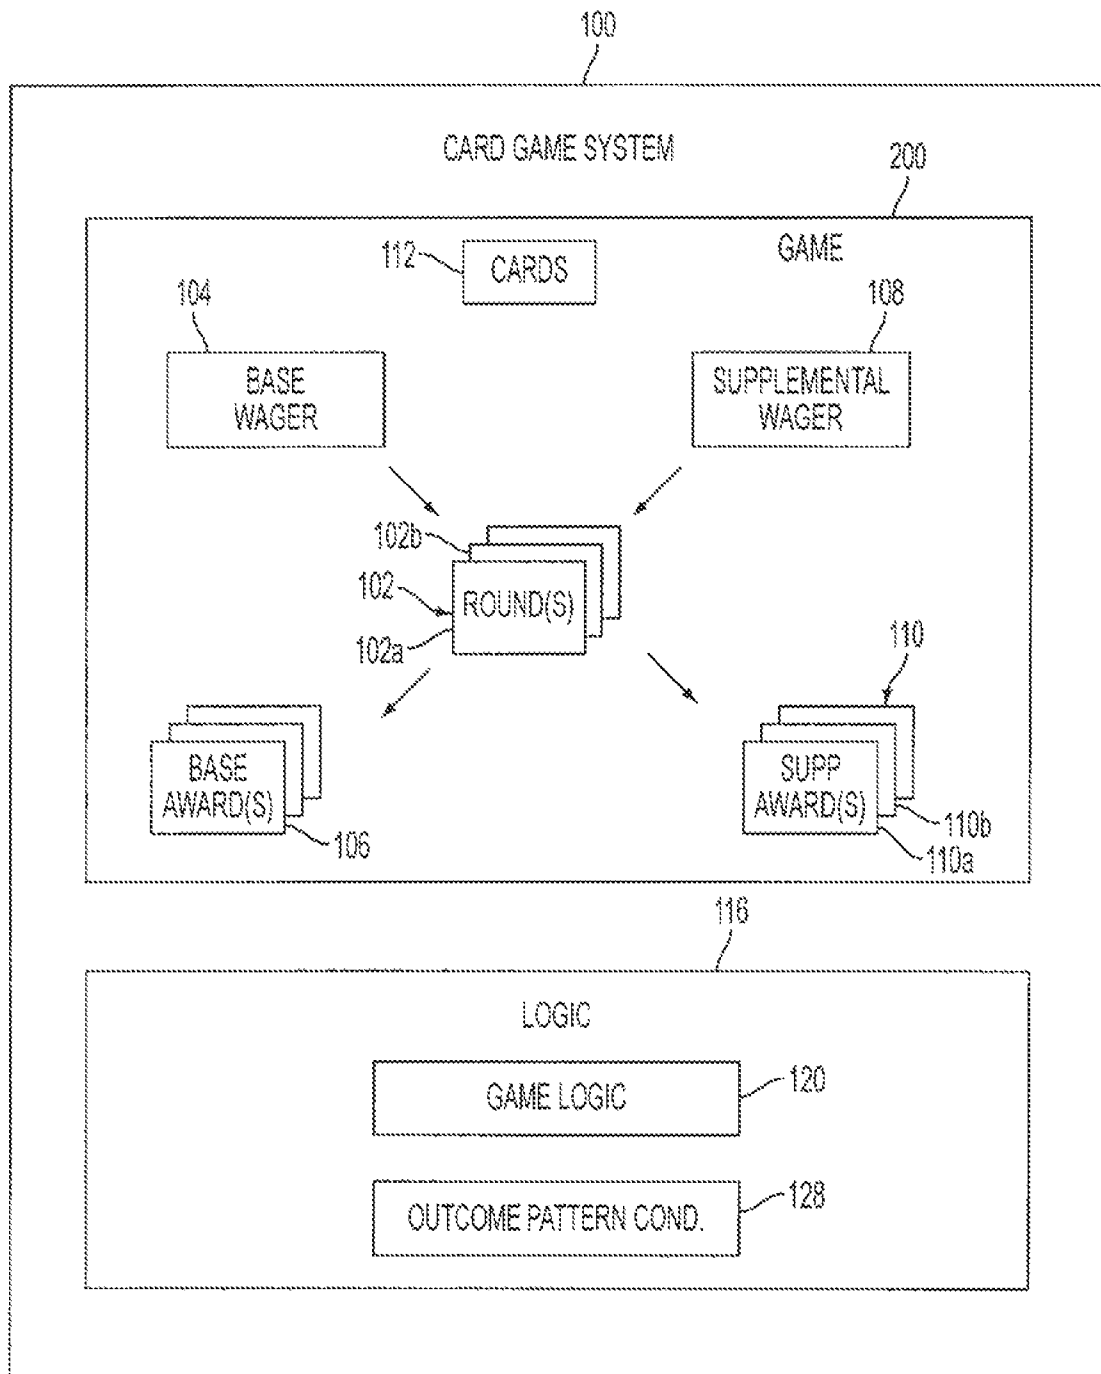 100
CARD GAME SYSTEM
200
GAME
112
CARDS
104
108
BASE
WAGER
SUPPLEMENTAL
WAGER
102b
102
ROUND(S)
102a
110
BASE
AWARD(S)
106
SUPP
AWARD(S)
110b
110a
116
LOGIC
GAME LOGIC
120
OUTCOME PATTERN COND.
128